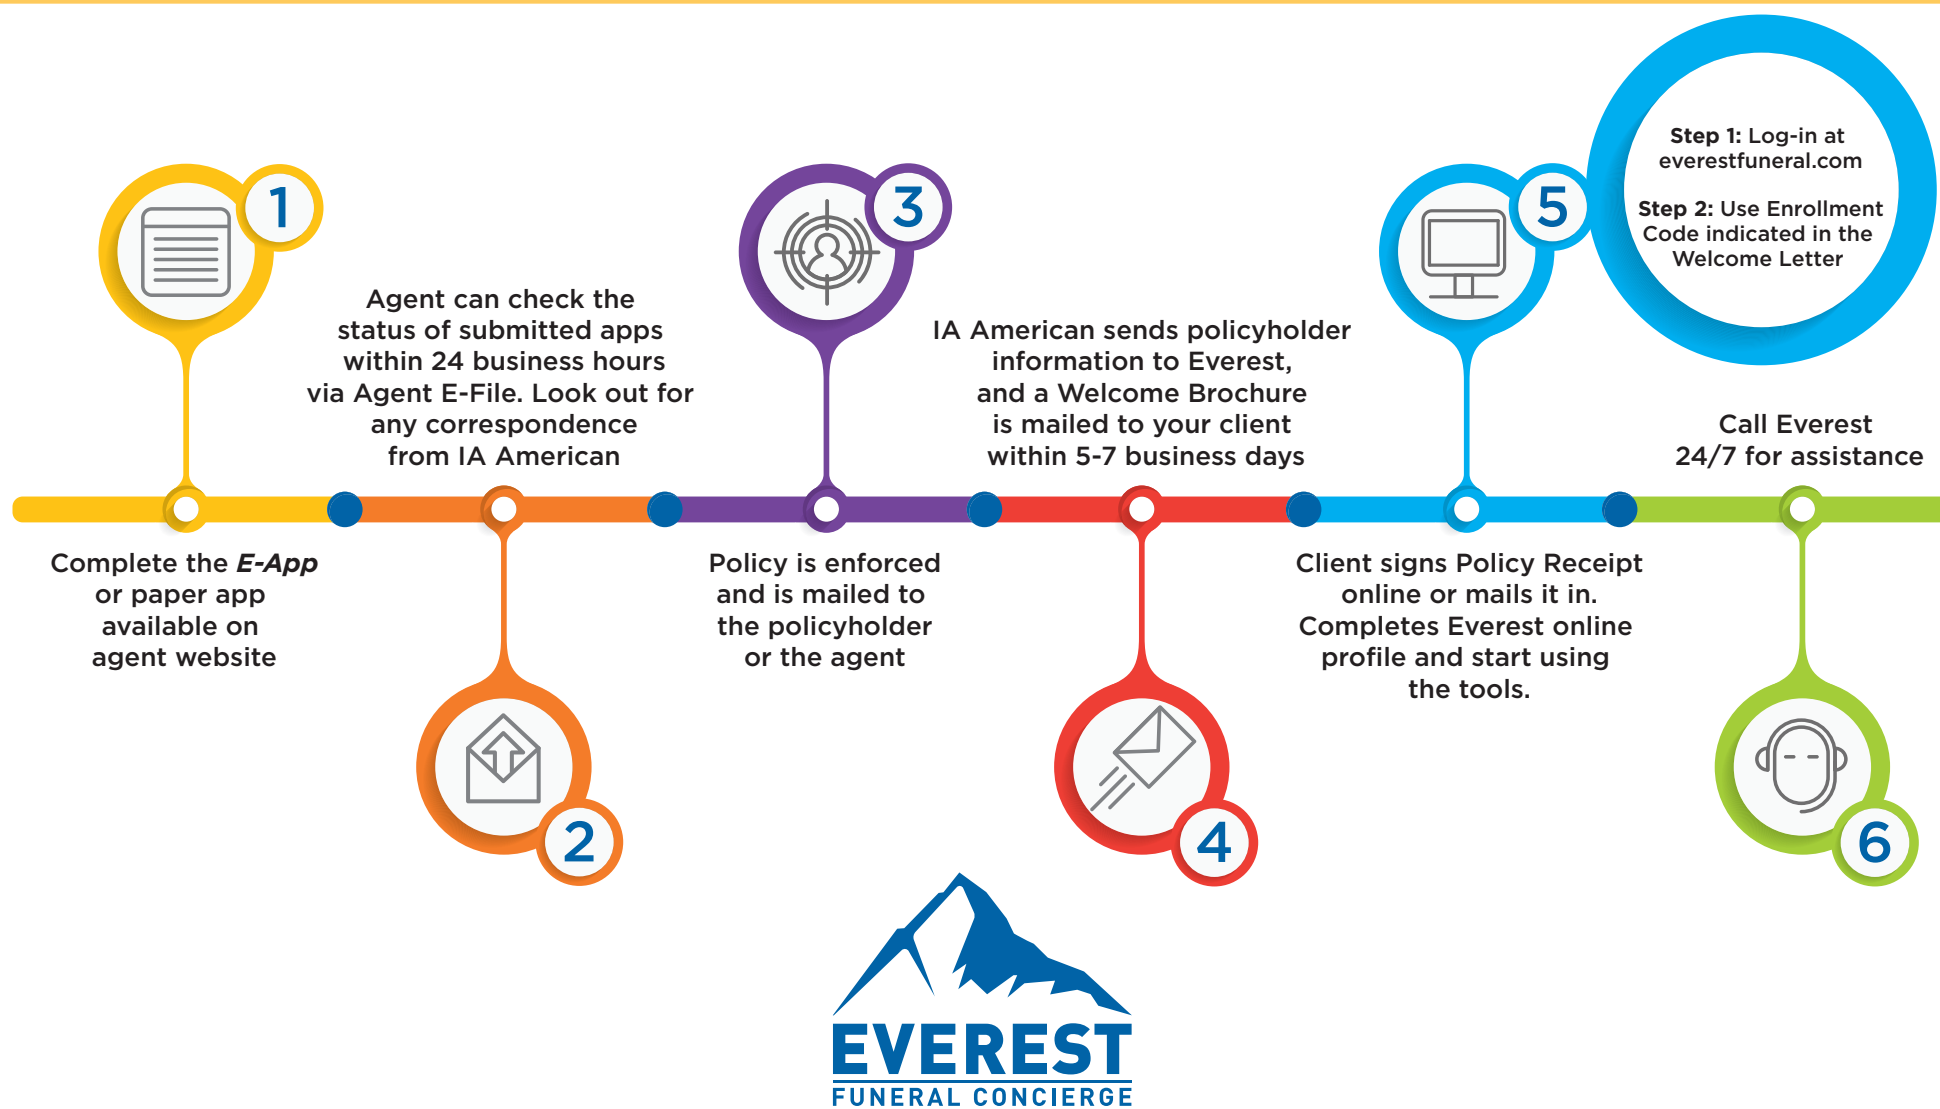 1
Complete the E-App
or paper app
available on
agent website
Agent can check the
status of submitted apps
within 24 business hours
via Agent E-File. Look out for
any correspondence
from IA American
2
3
Policy is enforced
and is mailed to
the policyholder
or the agent
IA American sends policyholder
information to Everest,
and a Welcome Brochure
is mailed to your client
within 5-7 business days
4
5
Step 1: Log-in at
everestfuneral.com
Step 2: Use Enrollment
Code indicated in the
Welcome Letter
Client signs Policy Receipt
online or mails it in.
Completes Everest online
profile and start using
the tools.
Call Everest
24/7 for assistance
6
EVEREST
FUNERAL CONCIERGE